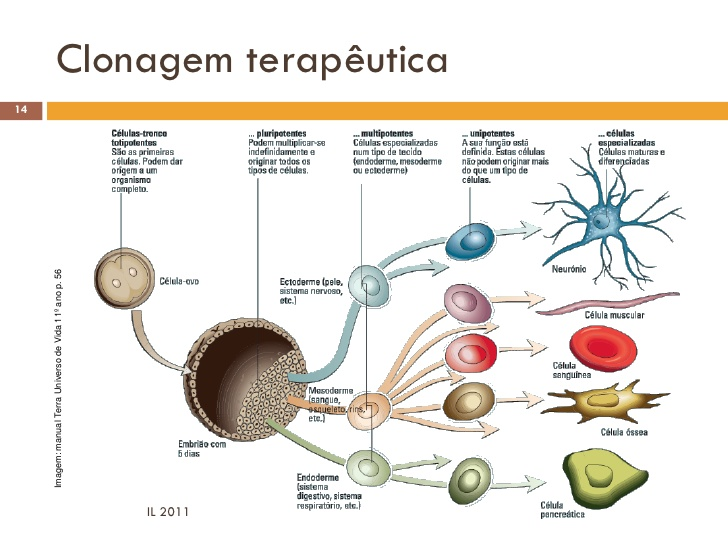 Clonagem terapêutica
14
Células-tronco
totipotentes
São as primeiras
células. Podem dar
origem a um
organismo
completo.
... pluripotentes
Podem multiplicar-se
indefinidamente e
originar todos os
tipos de células.
... multipotentes
Células especializadas
num tipo de tecido
(endoderme, mesoderme
ou ectoderme)
... unipotentes
A sua função está
definida. Estas células
não podem originar mais
do que um tipo de
células.
... células
especializadas
Células maturas e
diferenciadas
Célula-ovo
Ectoderme (pele,
sistema nervoso,
etc.)
Neurónio
Célula muscular
Célula
sanguínea
Mesoderme
(sangue,
esqueleto, rins,
etc.)
Célula óssea
Embrião com
5 dias
Endoderme
(sistema
digestivo, sistema
respiratório, etc.)
Célula
pancreática
Imagem: manual Terra Universo de Vida 11º ano p. 56
IL 2011